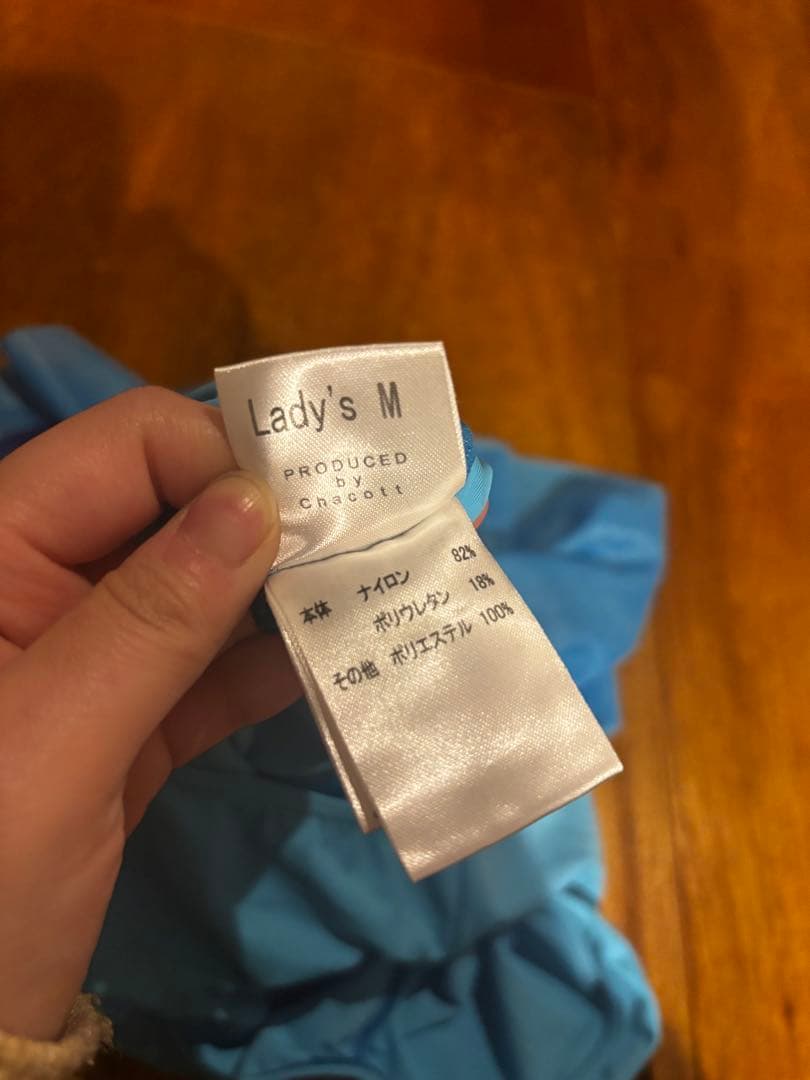 Lady's M
PRODUCED
by
Chacott
本体 ナイロン 82%
ポリウレタン 18%
その他 ポリエステル 100%